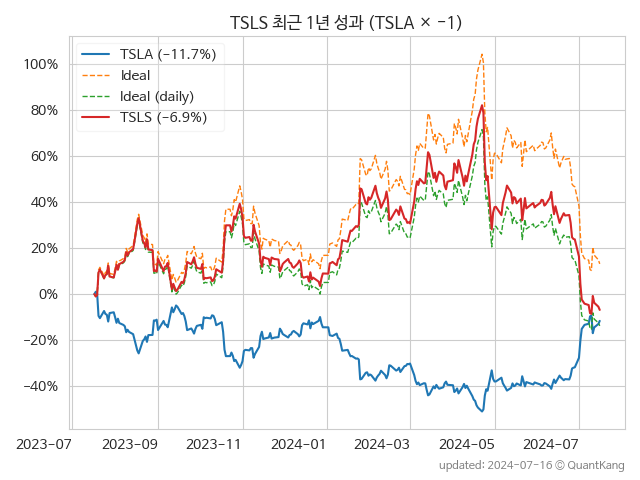 TSLS 최근 1년 성과 (TSLA × −1)
TSLA (−11.7%)
Ideal
Ideal (daily)
TSLS (−6.9%)
100%
80%
60%
40%
20%
0%
−20%
−40%
2023-07 2023-09 2023-11 2024-01 2024-03 2024-05 2024-07
updated: 2024-07-16 © QuantKang